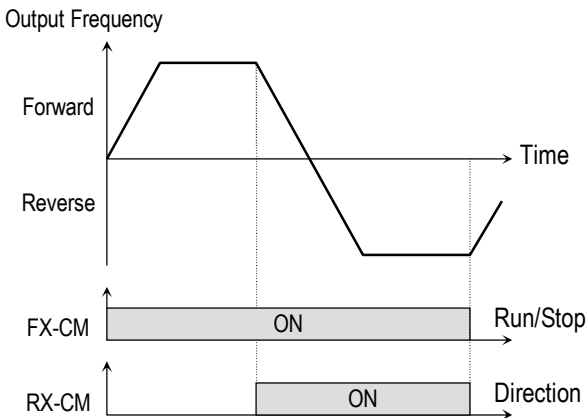 Output Frequency
Forward
Time
Reverse
FX-CM
ON
Run/Stop
RX-CM
ON
Direction